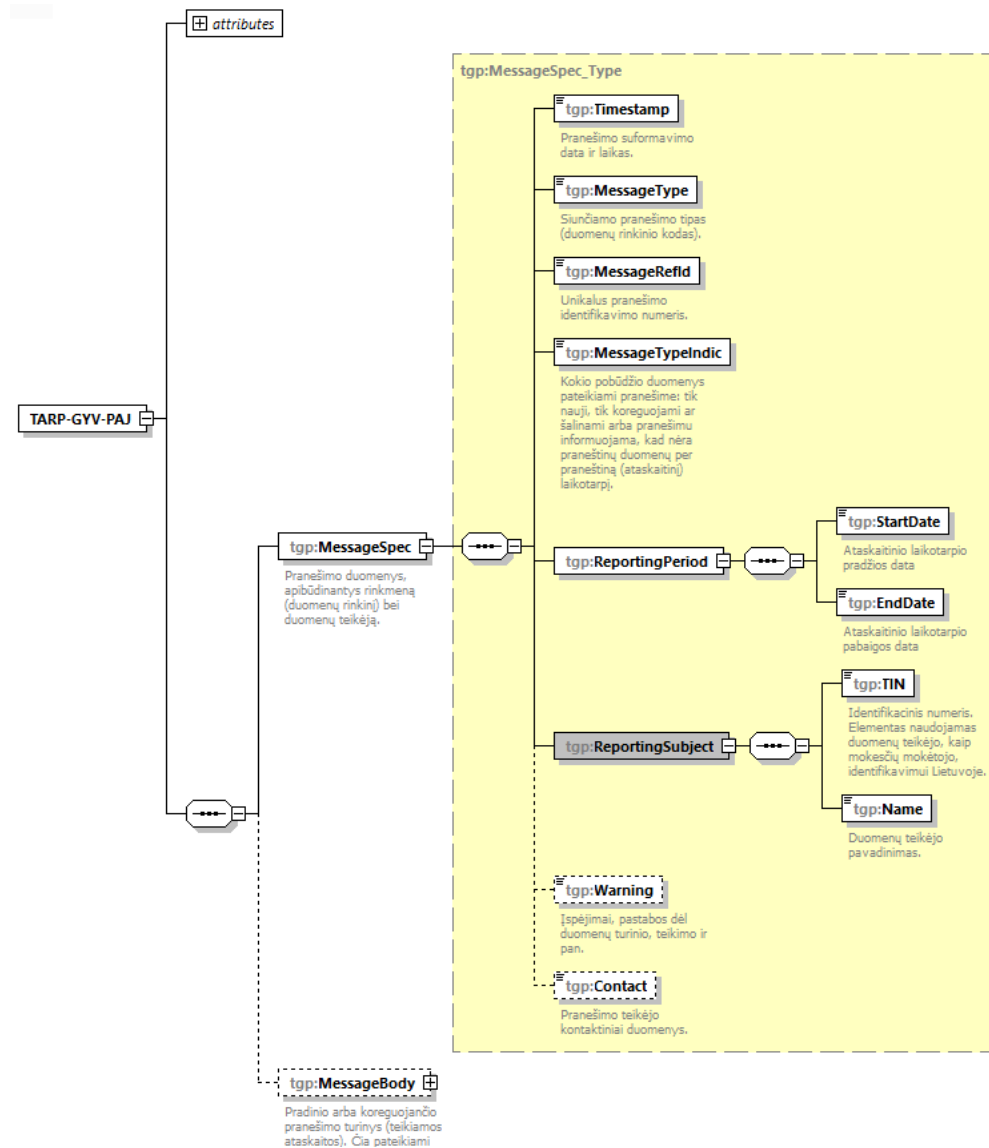 attributes
tgp:MessageSpec_Type
tgp:Timestamp
Pranešimo suformavimo
data ir laikas.
tgp:MessageType
Siunčiamo pranešimo tipas
(duomenų rinkinio kodas).
tgp:MessageRefId
Unikalus pranešimo
identifikavimo numeris.
tgp:MessageTypeIndic
Kokio pobūdžio duomenys
pateikiami pranešime: tik
nauji, tik koreguojami ar
šalinami arba pranešimu
informuojama, kad nėra
praneštinų duomenų per
praneštiną (ataskaitinį)
laikotarpį.
TARP-GYV-PAJ
tgp:MessageSpec
Pranešimo duomenys,
apibūdinantys rinkmeną
(duomenų rinkinį) bei
duomenų teikėją.
tgp:ReportingPeriod
tgp:StartDate
Ataskaitinio laikotarpio
pradžios data
tgp:EndDate
Ataskaitinio laikotarpio
pabaigos data
tgp:ReportingSubject
tgp:TIN
Identifikacinis numeris.
Elementas naudojamas
duomenų teikėjo, kaip
mokesčių mokėtojo,
identifikavimui Lietuvoje.
tgp:Name
Duomenų teikėjo
pavadinimas.
tgp:Warning
Įspėjimai, pastabos dėl
duomenų turinio, teikimo ir
pan.
tgp:Contact
Pranešimo teikėjo
kontaktiniai duomenys.
tgp:MessageBody
Pradinio arba koreguojančio
pranešimo turinys (teikiamos
ataskaitos). Čia pateikiami